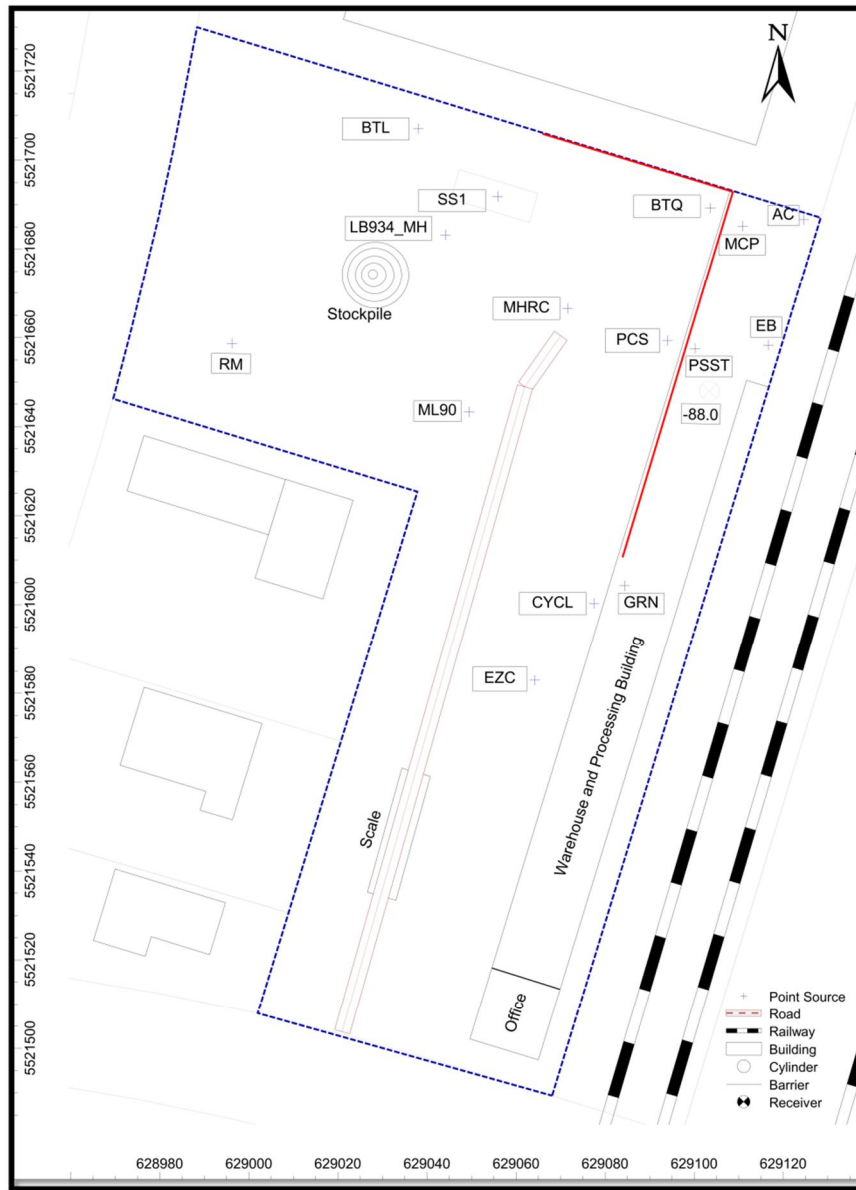 N
BTL
SS1
BTQ
AC
LB934_MH
MCP
Stockpile
MHRC
EB
PCS
RM
PSST
ML90
-88.0
CYCL
GRN
EZC
Warehouse and Processing Building
Scale
Office
Point Source
Road
Railway
Building
Cylinder
Barrier
Receiver
5521720
5521700
5521680
5521660
5521640
5521620
5521600
5521580
5521560
5521540
5521520
5521500
628980
629000
629020
629040
629060
629080
629100
629120